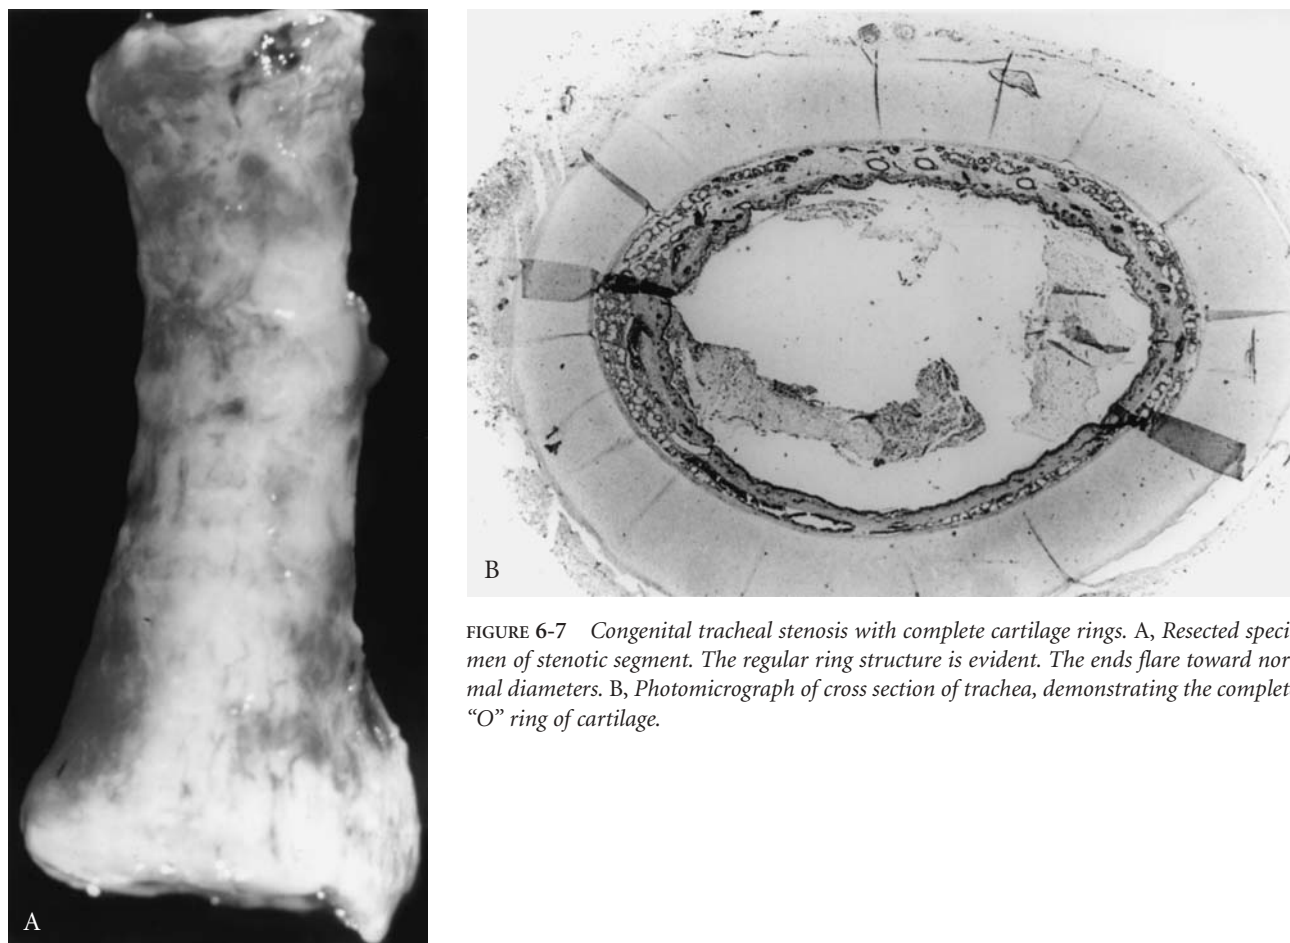 A
B
FIGURE 6-7 Congenital tracheal stenosis with complete cartilage rings. A, Resected speci
men of stenotic segment. The regular ring structure is evident. The ends flare toward nor
mal diameters. B, Photomicrograph of cross section of trachea, demonstrating the complet
“O” ring of cartilage.